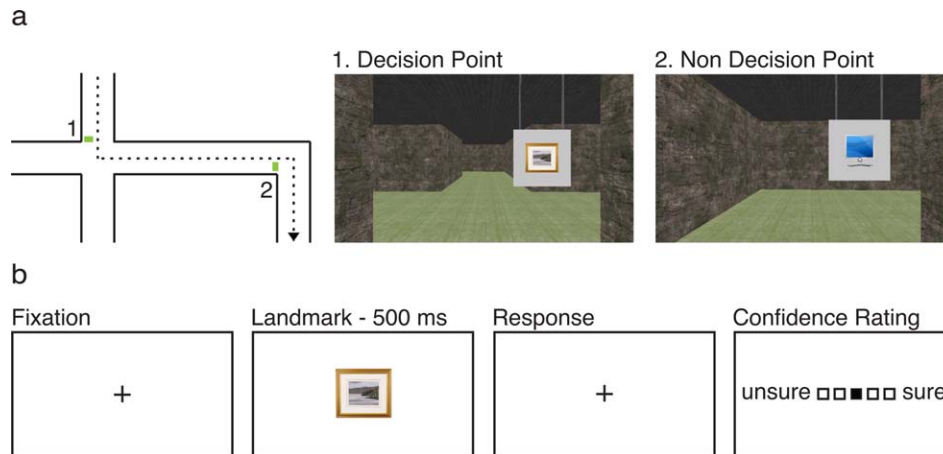 a
1. Decision Point
2. Non Decision Point
1
2
b
Fixation
Landmark - 500 ms
Response
Confidence Rating
unsure
sure